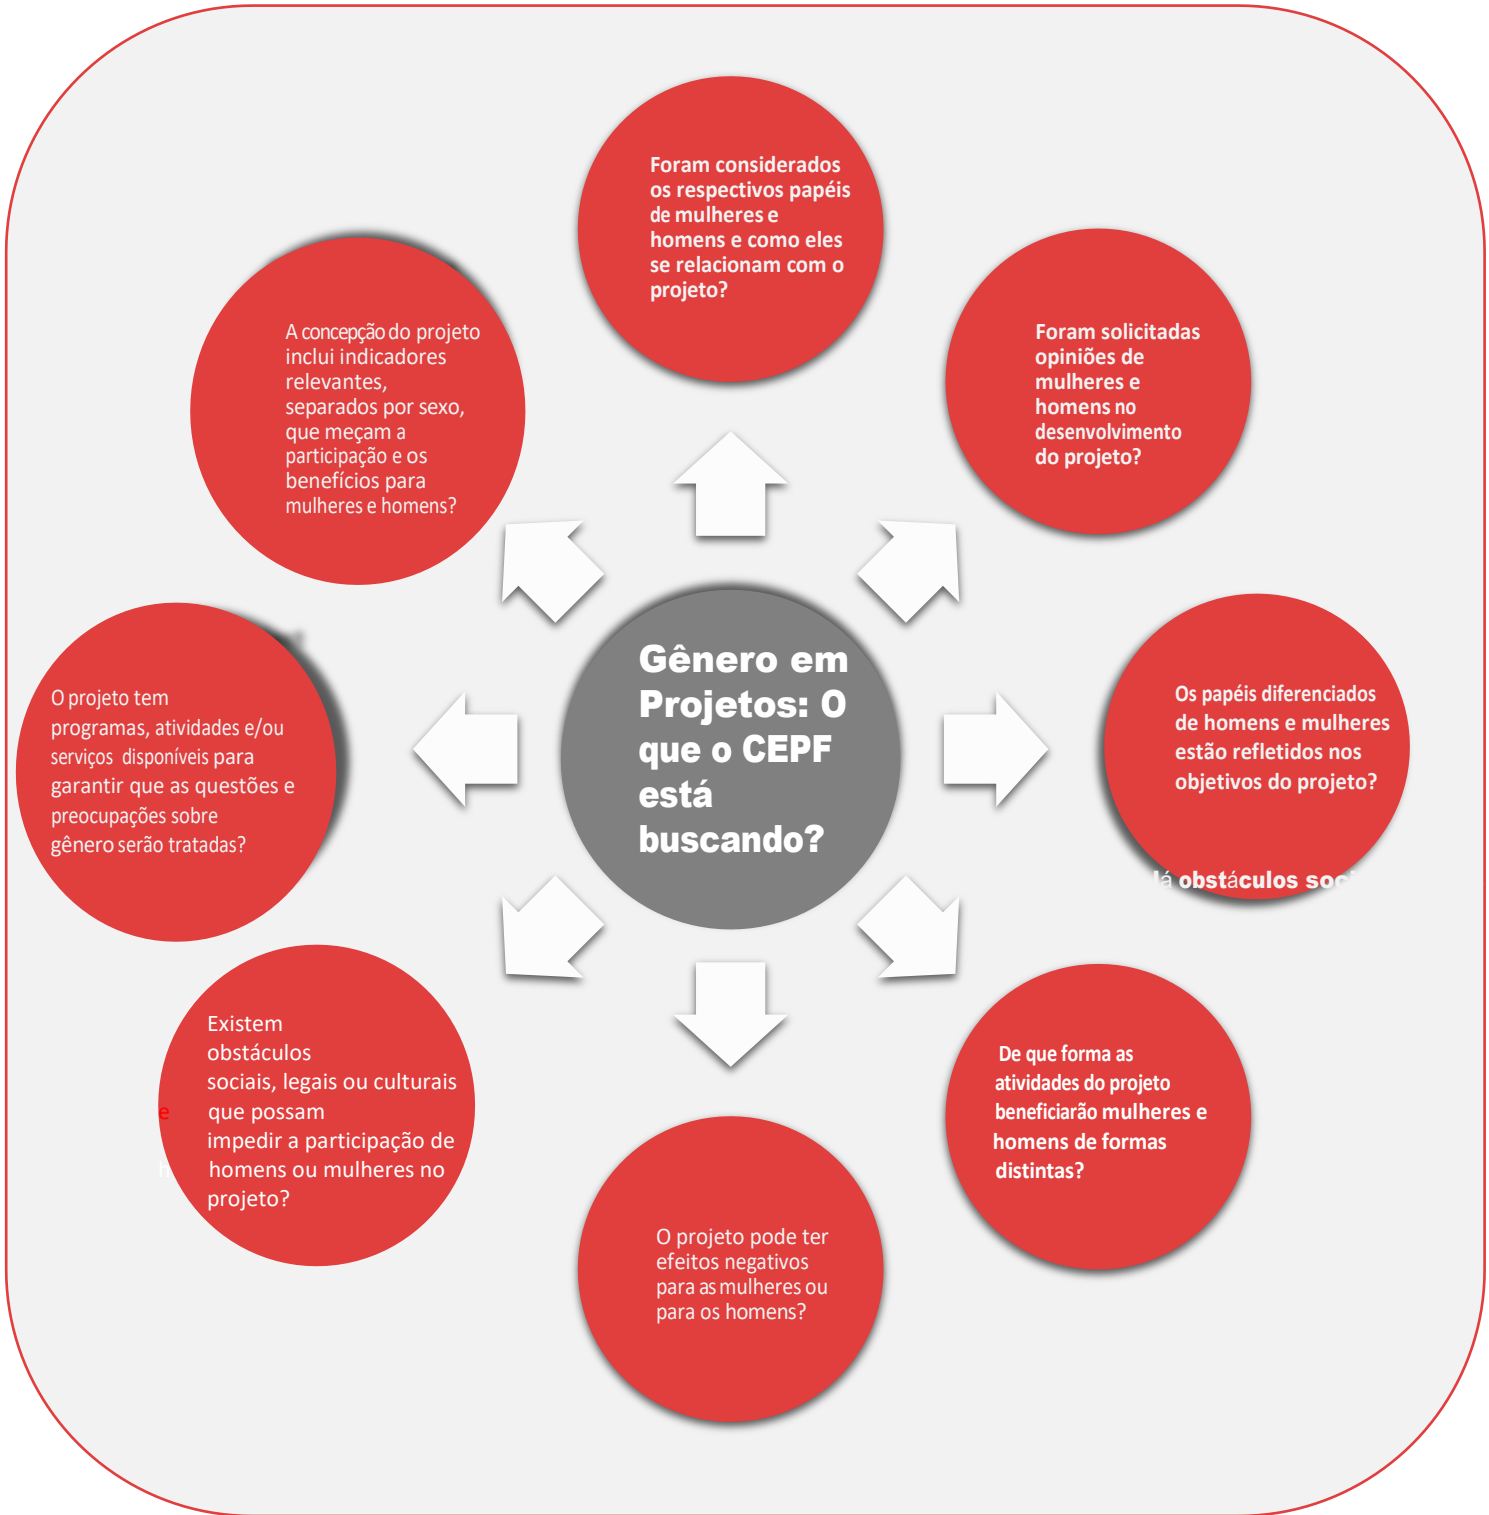 Foram considerados
os respectivos papéis
de mulheres e
homens e como eles
se relacionam com o
projeto?
Foram solicitadas
opiniões de
mulheres e
homens no
desenvolvimento
do projeto?
Os papéis diferenciados
de homens e mulheres
estão refletidos nos
objetivos do projeto?
obstáculos soci
De que forma as
atividades do projeto
beneficiarão mulheres e
homens de formas
distintas?
O projeto pode ter
efeitos negativos
para as mulheres ou
para os homens?
Existem
obstáculos
sociais, legais ou culturais
e que possam
impedir a participação de
h homens ou mulheres no
projeto?
O projeto tem
programas, atividades e/ou
serviços disponíveis para
garantir que as questões e
preocupações sobre
gênero serão tratadas?
A concepção do projeto
inclui indicadores
relevantes,
separados por sexo,
que meçam a
participação e os
benefícios para
mulheres e homens?
Gênero em
Projetos: O
que o CEPF
está
buscando?